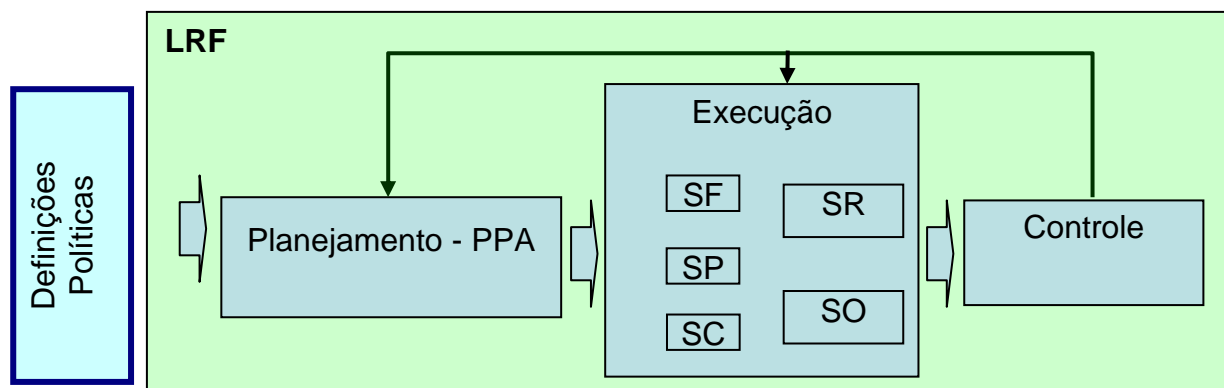 LRF
Definições
Políticas
Planejamento - PPA
Execução
SF
SR
SP
SO
SC
Controle